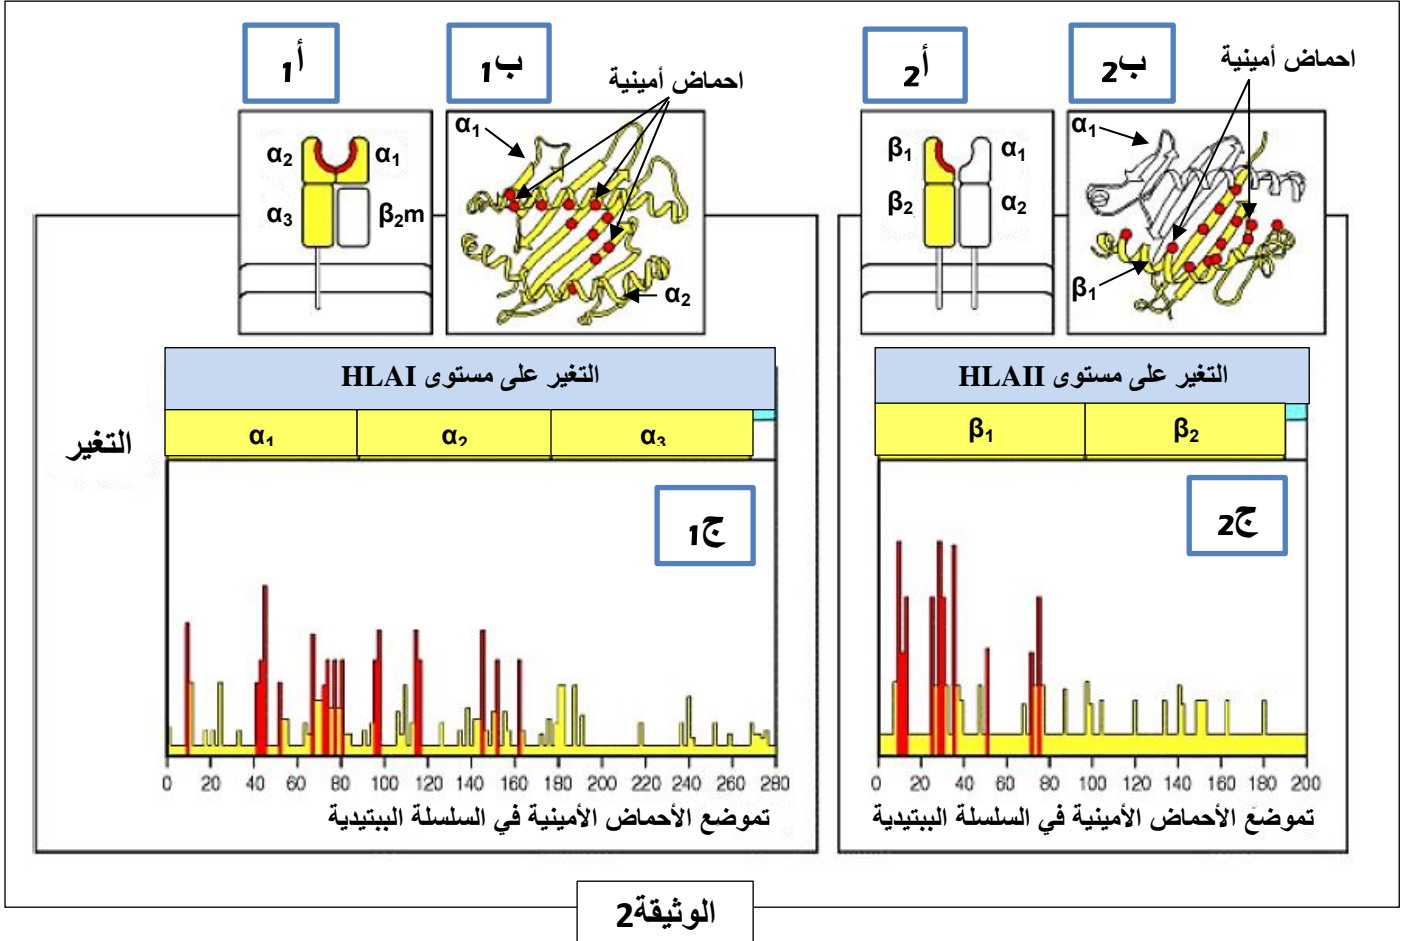 أ1
ب1
احماض أمينية
α2
α1
α3
β2m
α1
α2
أ2
ب2
احماض أمينية
β1
α1
β2
α2
α1
β1
التغير على مستوى HLAI
α1
α2
α3
التغير
ج1
0 20 40 60 80 100 120 140 160 180 200 220 240 260 280
تموضع الأحماض الأمينية في السلسلة الببتيدية
التغير على مستوى HLAII
β1
β2
ج2
0 20 40 60 80 100 120 140 160 180 200
تموضع الأحماض الأمينية في السلسلة الببتيدية
الوثيقة2